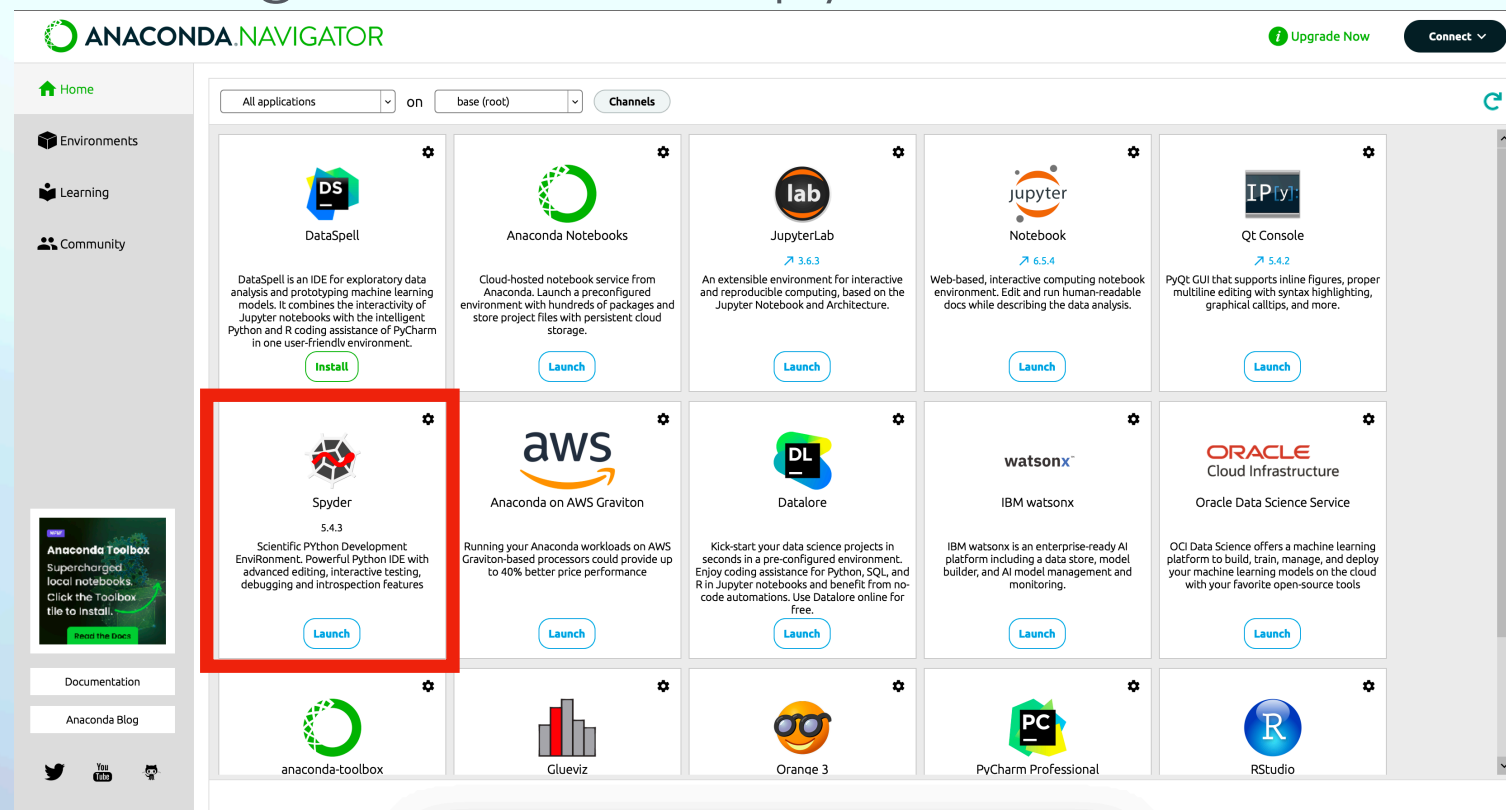 ANACONDA.NAVIGATOR
i Upgrade Now
Connect
Home
Environments
Learning
Community
All applications
on
base (root)
Channels
DS
DataSpell
DataSpell is an IDE for exploratory data
analysis and prototyping machine learning
models. It combines the interactivity of
Jupyter notebooks with the intelligent
Python and R coding assistance of PyCharm
in one user-friendly environment.
Install
Anaconda Notebooks
Cloud-hosted notebook service from
Anaconda. Launch a preconfigured
environment with hundreds of packages and
store project files with persistent cloud
storage.
Launch
lab
JupyterLab
3.6.3
An extensible environment for interactive
and reproducible computing, based on the
Jupyter Notebook and Architecture.
Launch
jupyter
Notebook
6.5.4
Web-based, interactive computing notebook
environment. Edit and run human-readable
docs while describing the data analysis.
Launch
IP[y]:
Qt Console
5.4.2
PyQt GUI that supports inline figures, proper
multiline editing with syntax highlighting,
graphical calltips, and more.
Launch
Spyder
5.4.3
Scientific PYthon Development
EnviRonment. Powerful Python IDE with
advanced editing, interactive testing,
debugging and introspection features
Launch
aws
Anaconda on AWS Graviton
Running your Anaconda workloads on AWS
Graviton-based processors could provide up
to 40% better price performance
Launch
DL
Datalore
Kick-start your data science projects in
seconds in a pre-configured environment.
Enjoy coding assistance for Python, SQL, and
R in Jupyter notebooks and benefit from no-
code automations. Use Datalore online for
free.
Launch
watsonx™
IBM watsonx
IBM watsonx is an enterprise-ready AI
platform including a data store, model
builder, and AI model management and
monitoring.
Launch
ORACLE
Cloud Infrastructure
Oracle Data Science Service
OCI Data Science offers a machine learning
platform to build, train, manage, and deploy
your machine learning models on the cloud
with your favorite open-source tools
Launch
anaconda-toolbox
Glueviz
Orange 3
PC
PyCharm Professional
R
RStudio
NEW
Anaconda Toolbox
Supercharged
local notebooks.
Click the Toolbox
tile to Install.
Read the Docs
Documentation
Anaconda Blog
You
Tube